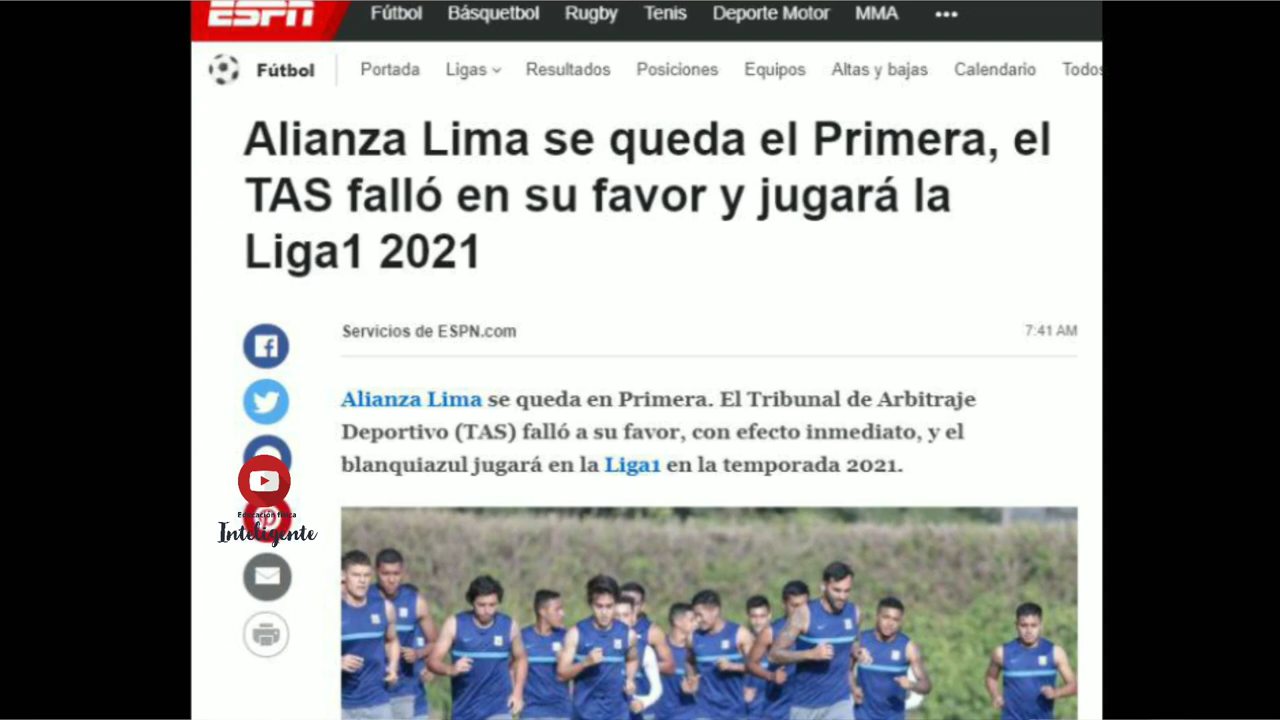 ESPN Fútbol Básquetbol Rugby Tenis Deporte Motor MMA
Fútbol Portada Ligas Resultados Posiciones Equipos Altas y bajas Calendario Todos
Alianza Lima se queda el Primera, el
TAS falló en su favor y jugará la
Liga1 2021
Servicios de ESPN.com 7:41 AM
Alianza Lima se queda en Primera. El Tribunal de Arbitraje
Deportivo (TAS) falló a su favor, con efecto inmediato, y el
blanquiazul jugará en la Liga1 en la temporada 2021.
Educación física
Inteligente